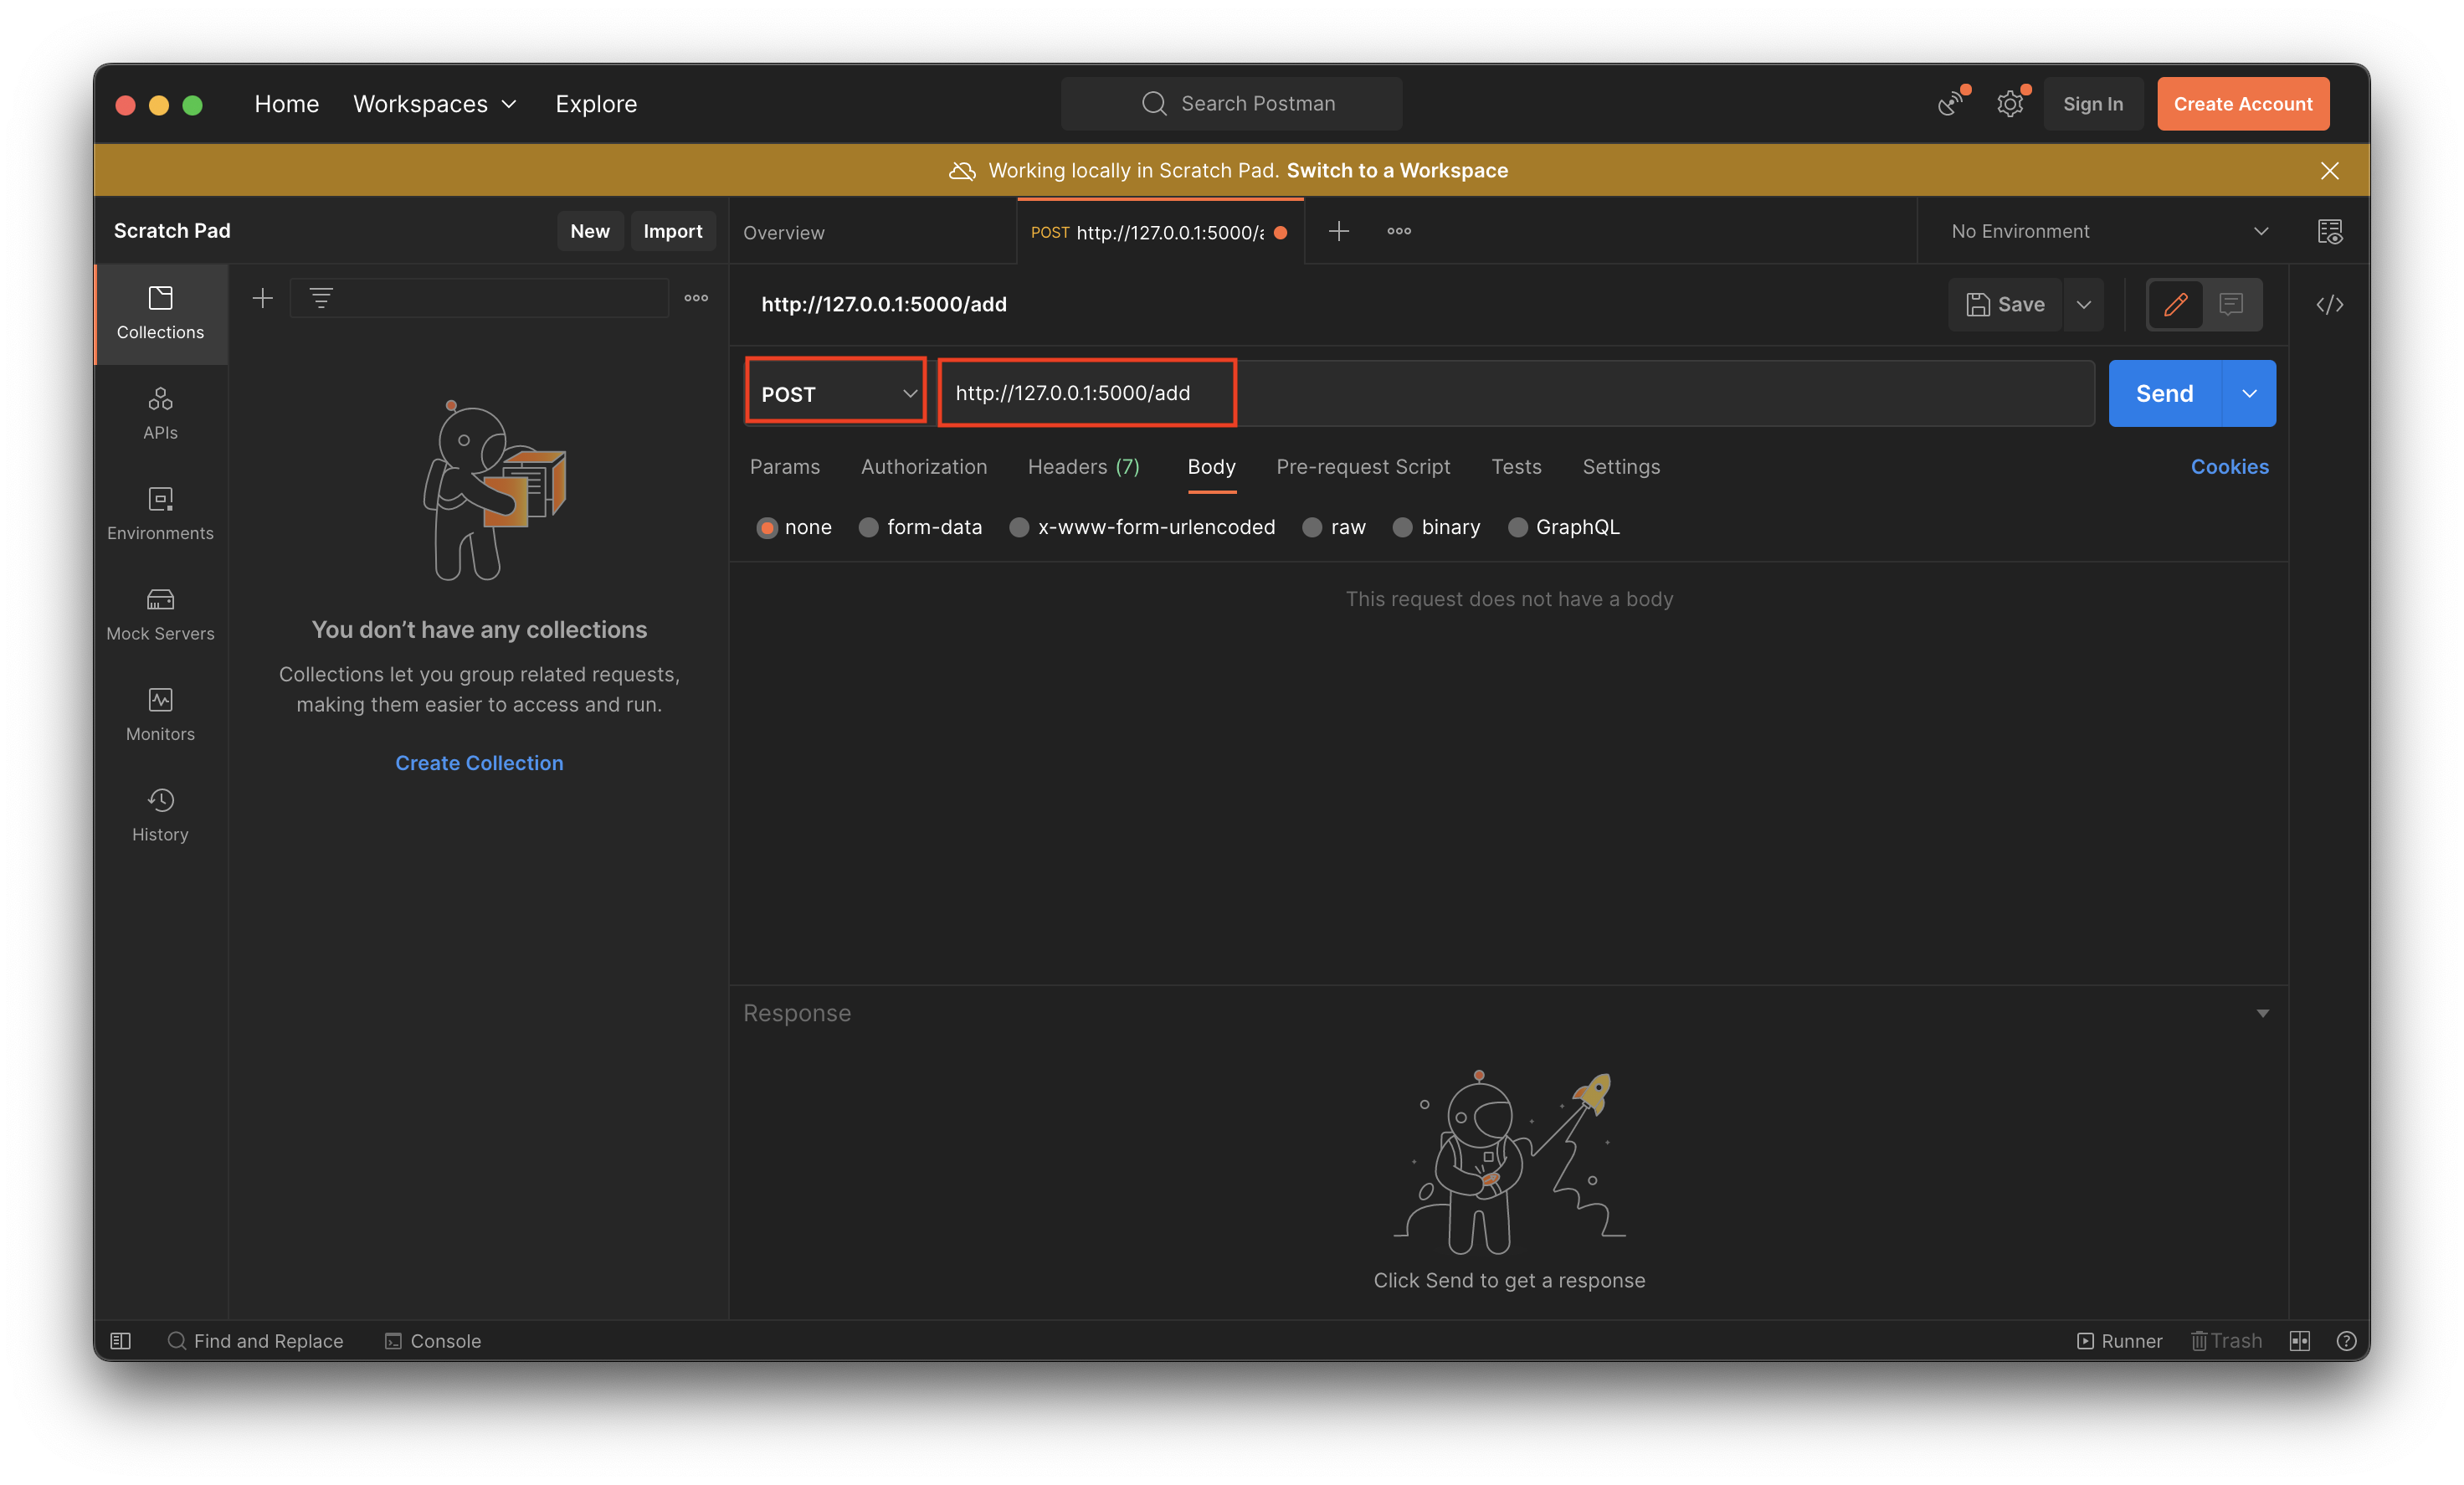 Home Workspaces Explore
Search Postman
Sign In Create Account
Working locally in Scratch Pad. Switch to a Workspace
Scratch Pad New Import
Overview
POST http://127.0.0.1:5000/a
No Environment
http://127.0.0.1:5000/add
Save
POST http://127.0.0.1:5000/add Send
Params Authorization Headers (7) Body Pre-request Script Tests Settings Cookies
none form-data x-www-form-urlencoded raw binary GraphQL
This request does not have a body
Collections
APIs
Environments
Mock Servers
Monitors
History
You don’t have any collections
Collections let you group related requests,
making them easier to access and run.
Create Collection
Response
Click Send to get a response
Find and Replace Console Runner Trash